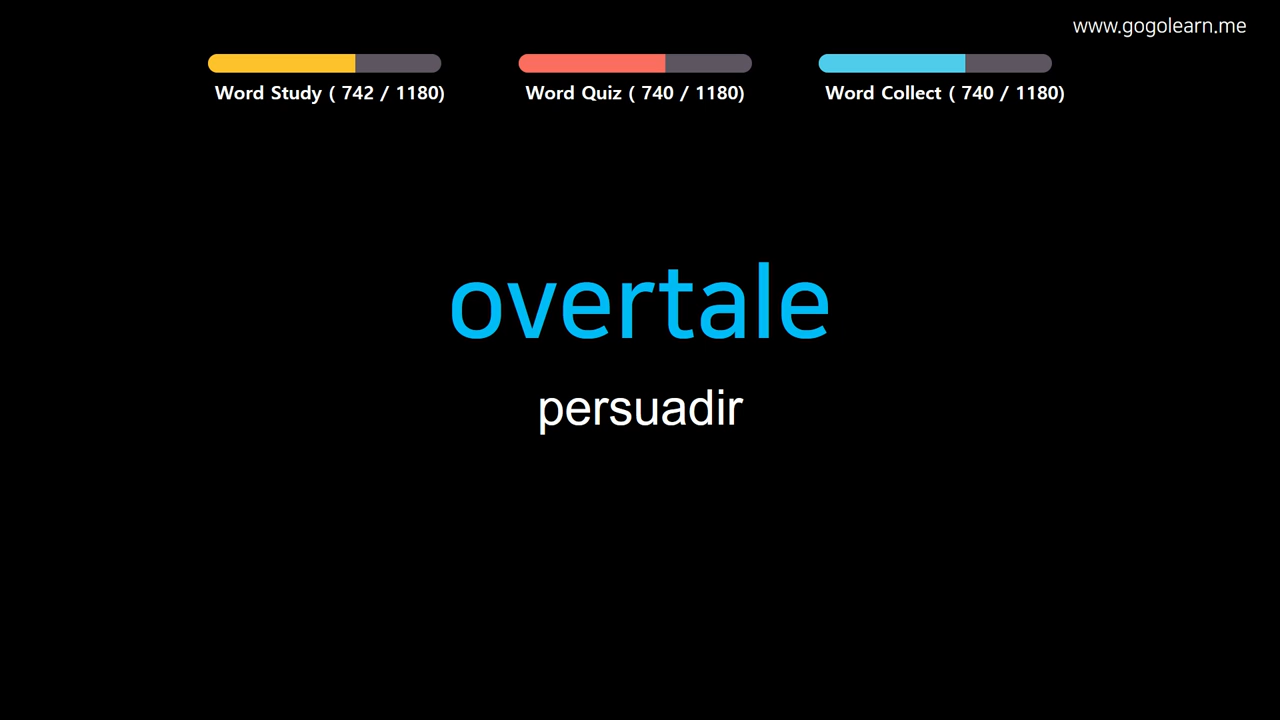 www.gogolearn.me
Word Study ( 742 / 1180)
Word Quiz ( 740 / 1180)
Word Collect ( 740 / 1180)
overtale
persuadir